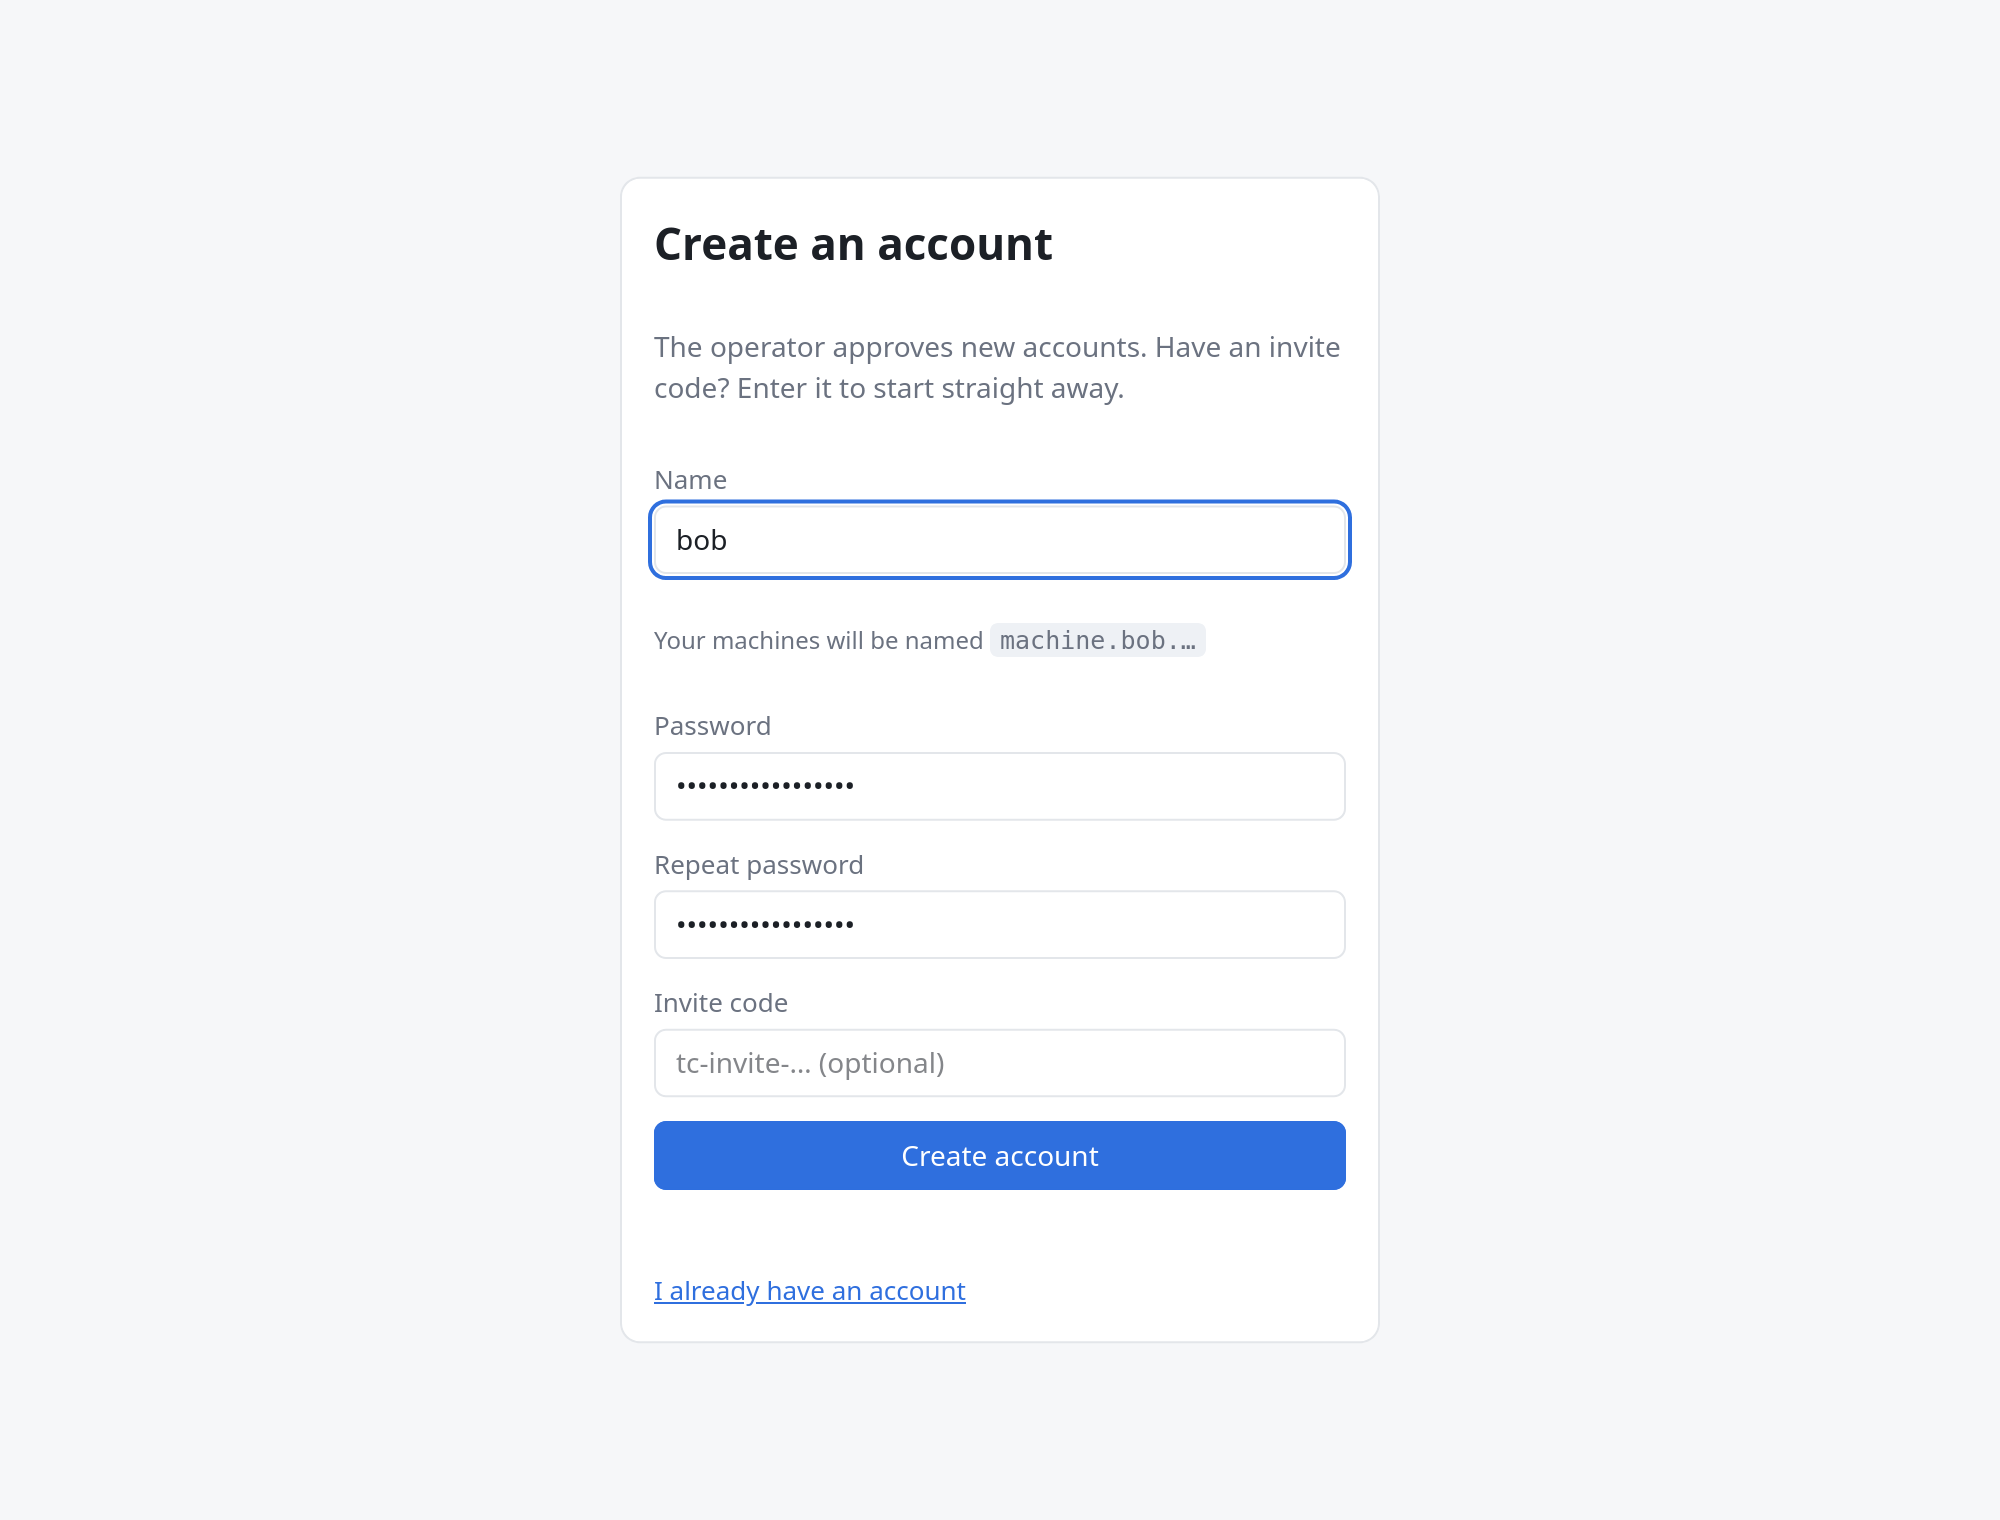 Create an account
The operator approves new accounts. Have an invite
code? Enter it to start straight away.
Name
bob
Your machines will be named machine.bob.…
Password
•••••••••••••••••
Repeat password
•••••••••••••••••
Invite code
tc-invite-... (optional)
Create account
I already have an account